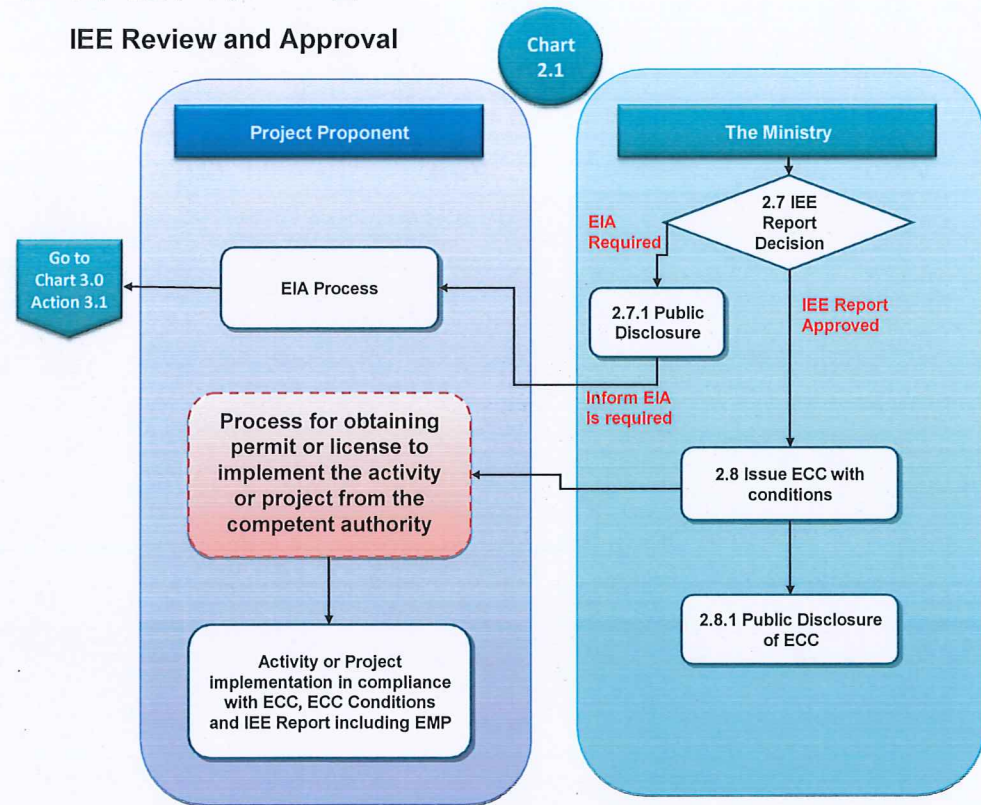 IEE Review and Approval
Chart
2.1
Project Proponent
The Ministry
2.7 IEE
Report
Decision
EIA
Required
Go to
Chart 3.0
Action 3.1
EIA Process
2.7.1 Public
Disclosure
IEE Report
Approved
Inform EIA
is required
Process for obtaining
permit or license to
implement the activity
or project from the
competent authority
2.8 Issue ECC with
conditions
2.8.1 Public Disclosure
of ECC
Activity or Project
implementation in compliance
with ECC, ECC Conditions
and IEE Report including EMP